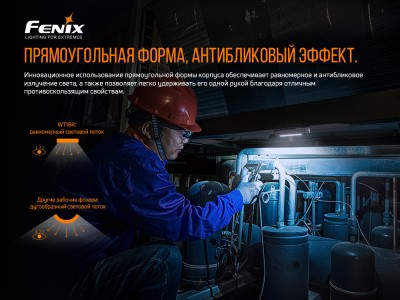 FENIX
LIGHTING FOR EXTREMES
ПРЯМОУГОЛЬНАЯ ФОРМА, АНТИБЛИКОВЫЙ ЭФФЕКТ.
Инновационное использование прямоугольной формы корпуса обеспечивает равномерное и антибликовое
излучение света, а также позволяет легко удерживать его одной рукой благодаря отличным
противоскользящим свойствам.
WT16R:
равномерный световой поток
Другие рабочие фонари:
дугообразный световой поток